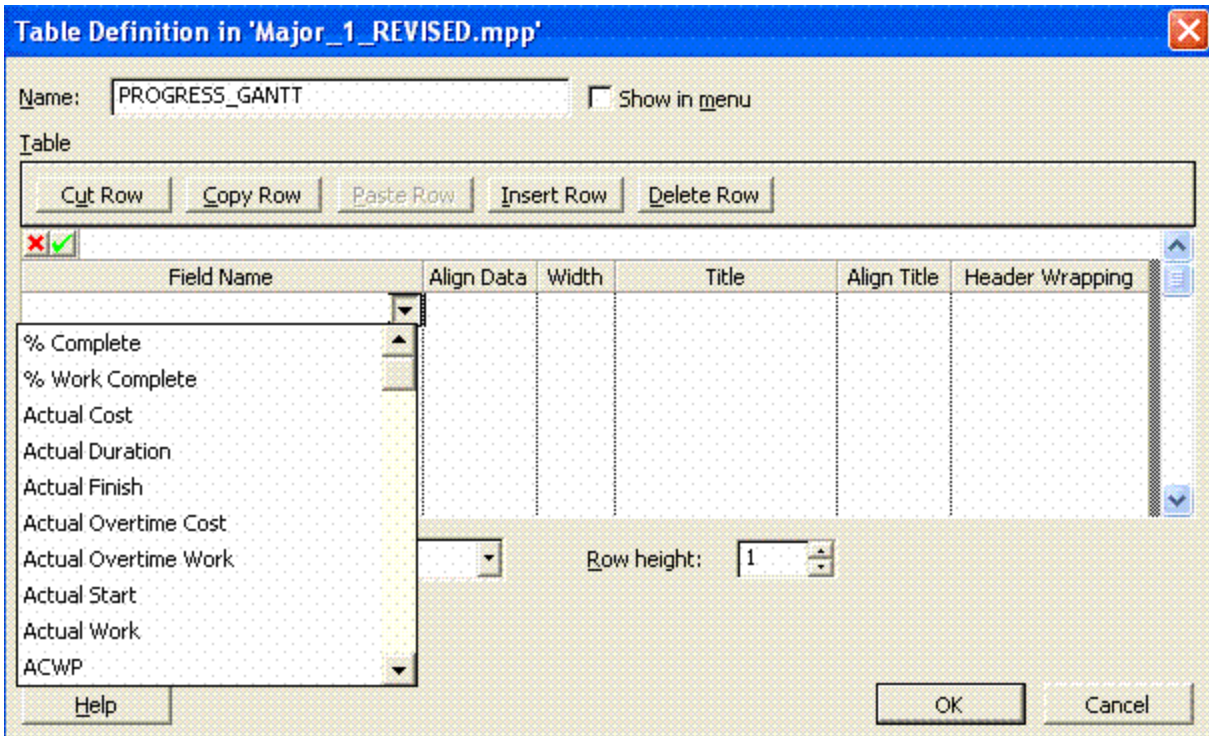 Table Definition in 'Major_1_REVISED.mpp'
Name: PROGRESS_GANTT Show in menu
Table
Cut Row Copy Row Paste Row Insert Row Delete Row
Field Name Align Data Width Title Align Title Header Wrapping
% Complete
% Work Complete
Actual Cost
Actual Duration
Actual Finish
Actual Overtime Cost
Actual Overtime Work Row height: 1
Actual Start
Actual Work
ACWP
Help OK Cancel